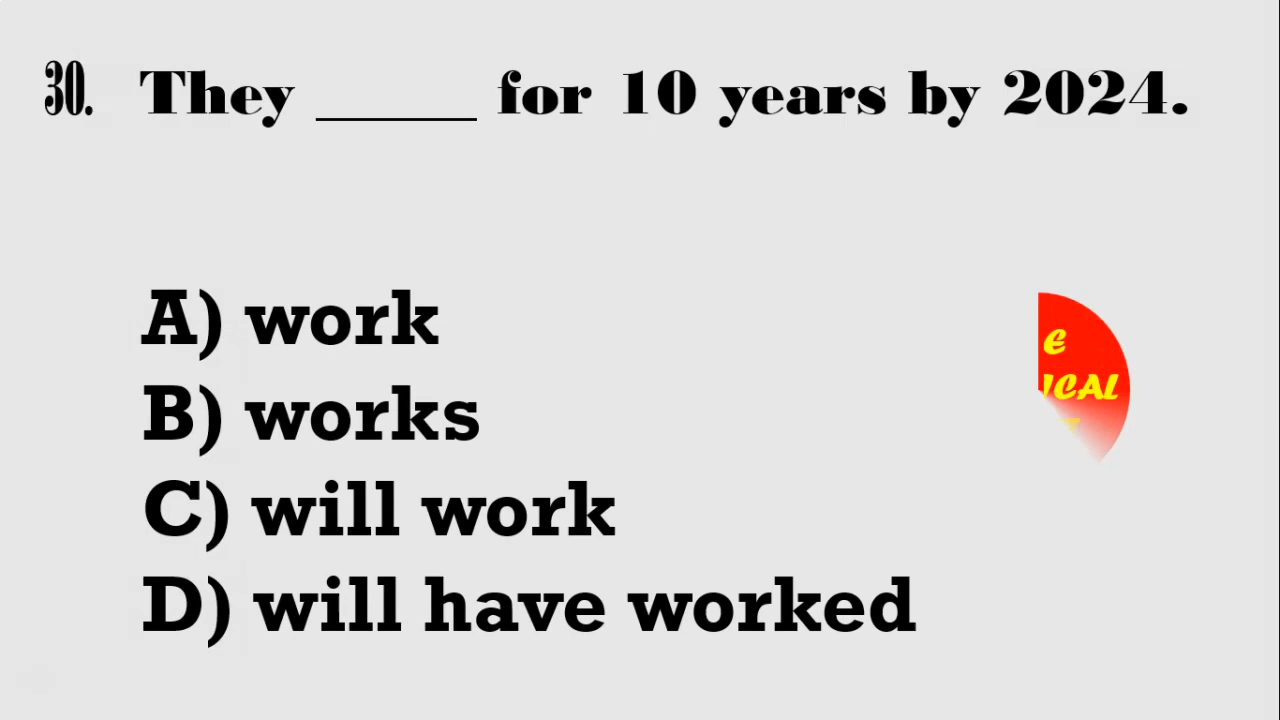 30. They _____ for 10 years by 2024.
A) work
B) works
C) will work
D) will have worked